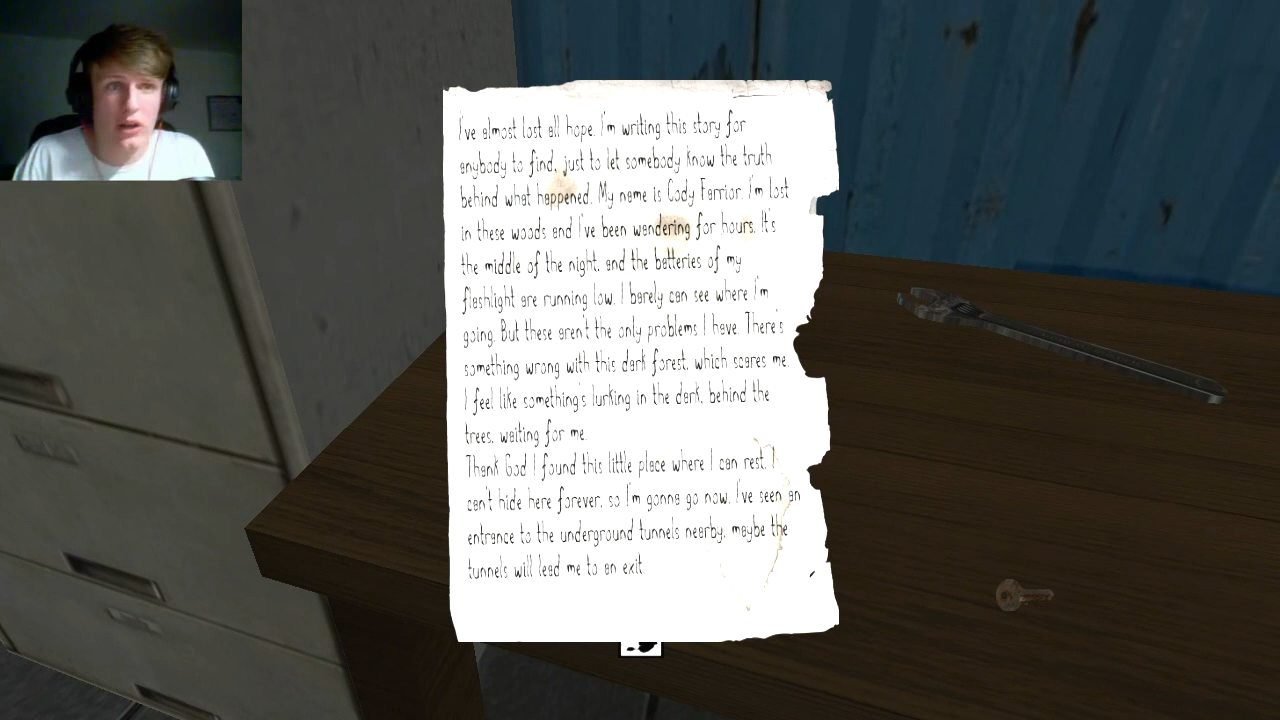 I've almost lost all hope. I'm writing this story for
anybody to find, just to let somebody know the truth
behind what happened. My name is Cody Farrior. I'm lost
in these woods and I've been wandering for hours. It's
the middle of the night, and the batteries of my
flashlight are running low. I barely can see where I'm
going. But these aren't the only problems I have. There's
something wrong with this dark forest, which scares me.
I feel like something's lurking in the dark, behind the
trees, waiting for me.
Thank God I found this little place where I can rest. I
can't hide here forever, so I'm gonna go now. I've seen an
entrance to the underground tunnels nearby, maybe the
tunnels will lead me to an exit.